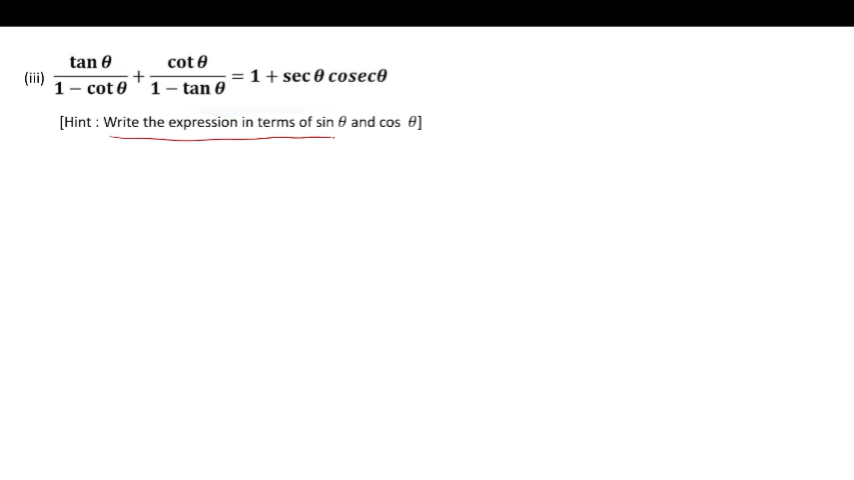 (iii) tan θ / 1 − cot θ + cot θ / 1 − tan θ = 1 + sec θ cosecθ
[Hint : Write the expression in terms of sin θ and cos θ]